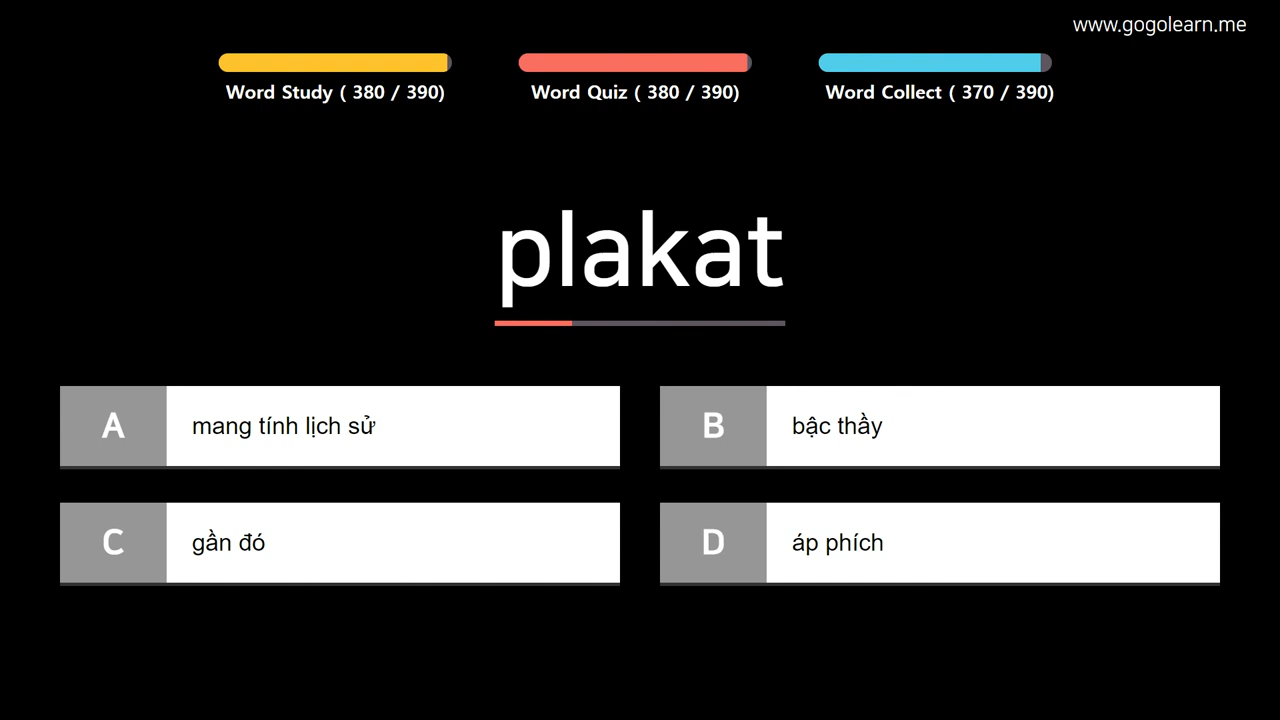 www.gogolearn.me
Word Study ( 380 / 390)
Word Quiz ( 380 / 390)
Word Collect ( 370 / 390)
plakat
A mang tính lịch sử
B bậc thầy
C gần đó
D áp phích